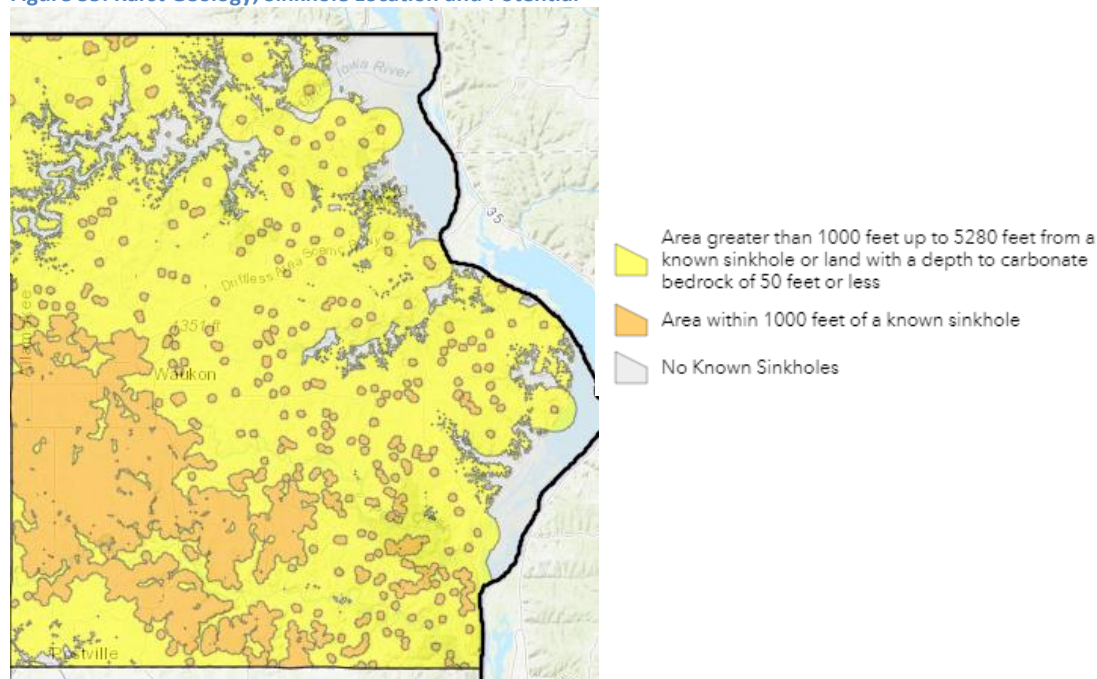 Figure 35: Karst Geology, Sinkhole Location and Potential
Iowa River
35
Driftless Area Scenic Byway
1351 ft
Allamakee
Waukon
Postville
Area greater than 1000 feet up to 5280 feet from a
known sinkhole or land with a depth to carbonate
bedrock of 50 feet or less
Area within 1000 feet of a known sinkhole
No Known Sinkholes